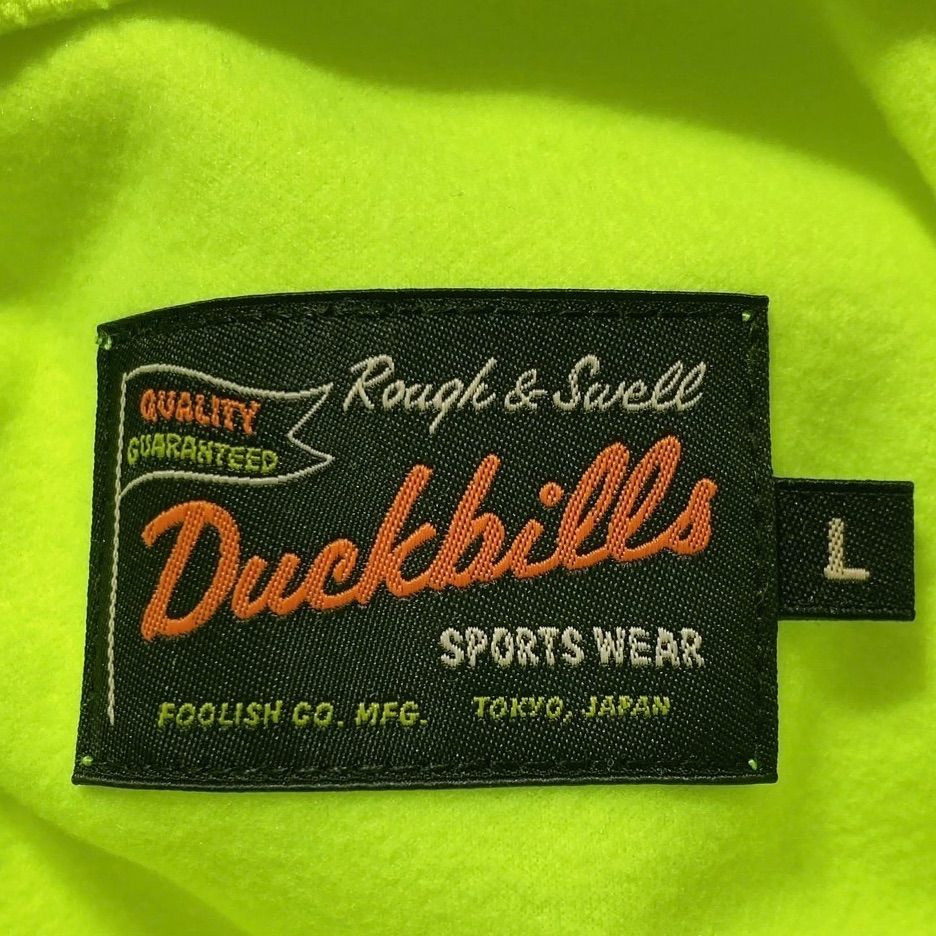 QUALITY
GUARANTEED
Rough & Swell
Duckbills
SPORTS WEAR
FOOLISH CO. MFG. TOKYO, JAPAN
L